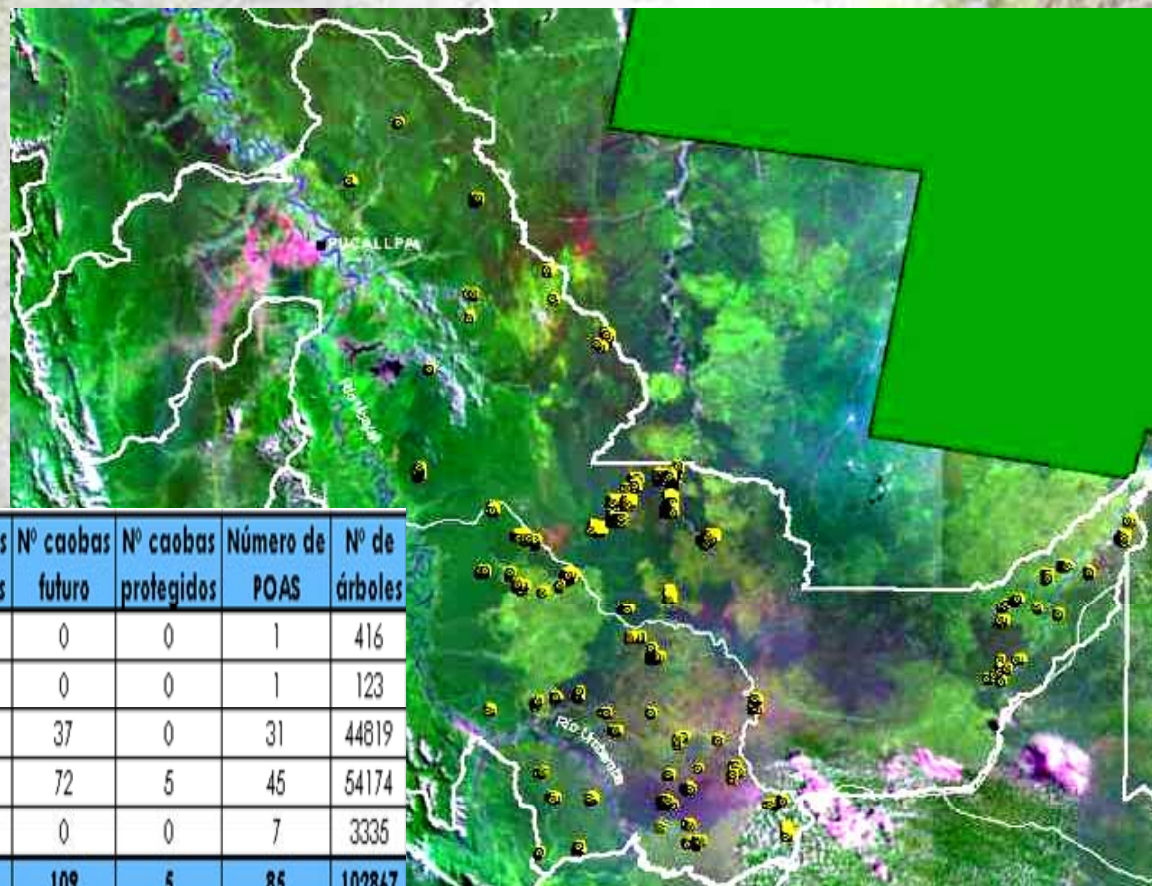 PUCALLPA
Río Ucayali
Río Urubamba
s Nº caobas Nº caobas Número de Nº de
s futuro protegidos POAS árboles
0 0 1 416
0 0 1 123
37 0 31 44819
72 5 45 54174
0 0 7 3335
109 5 85 102867